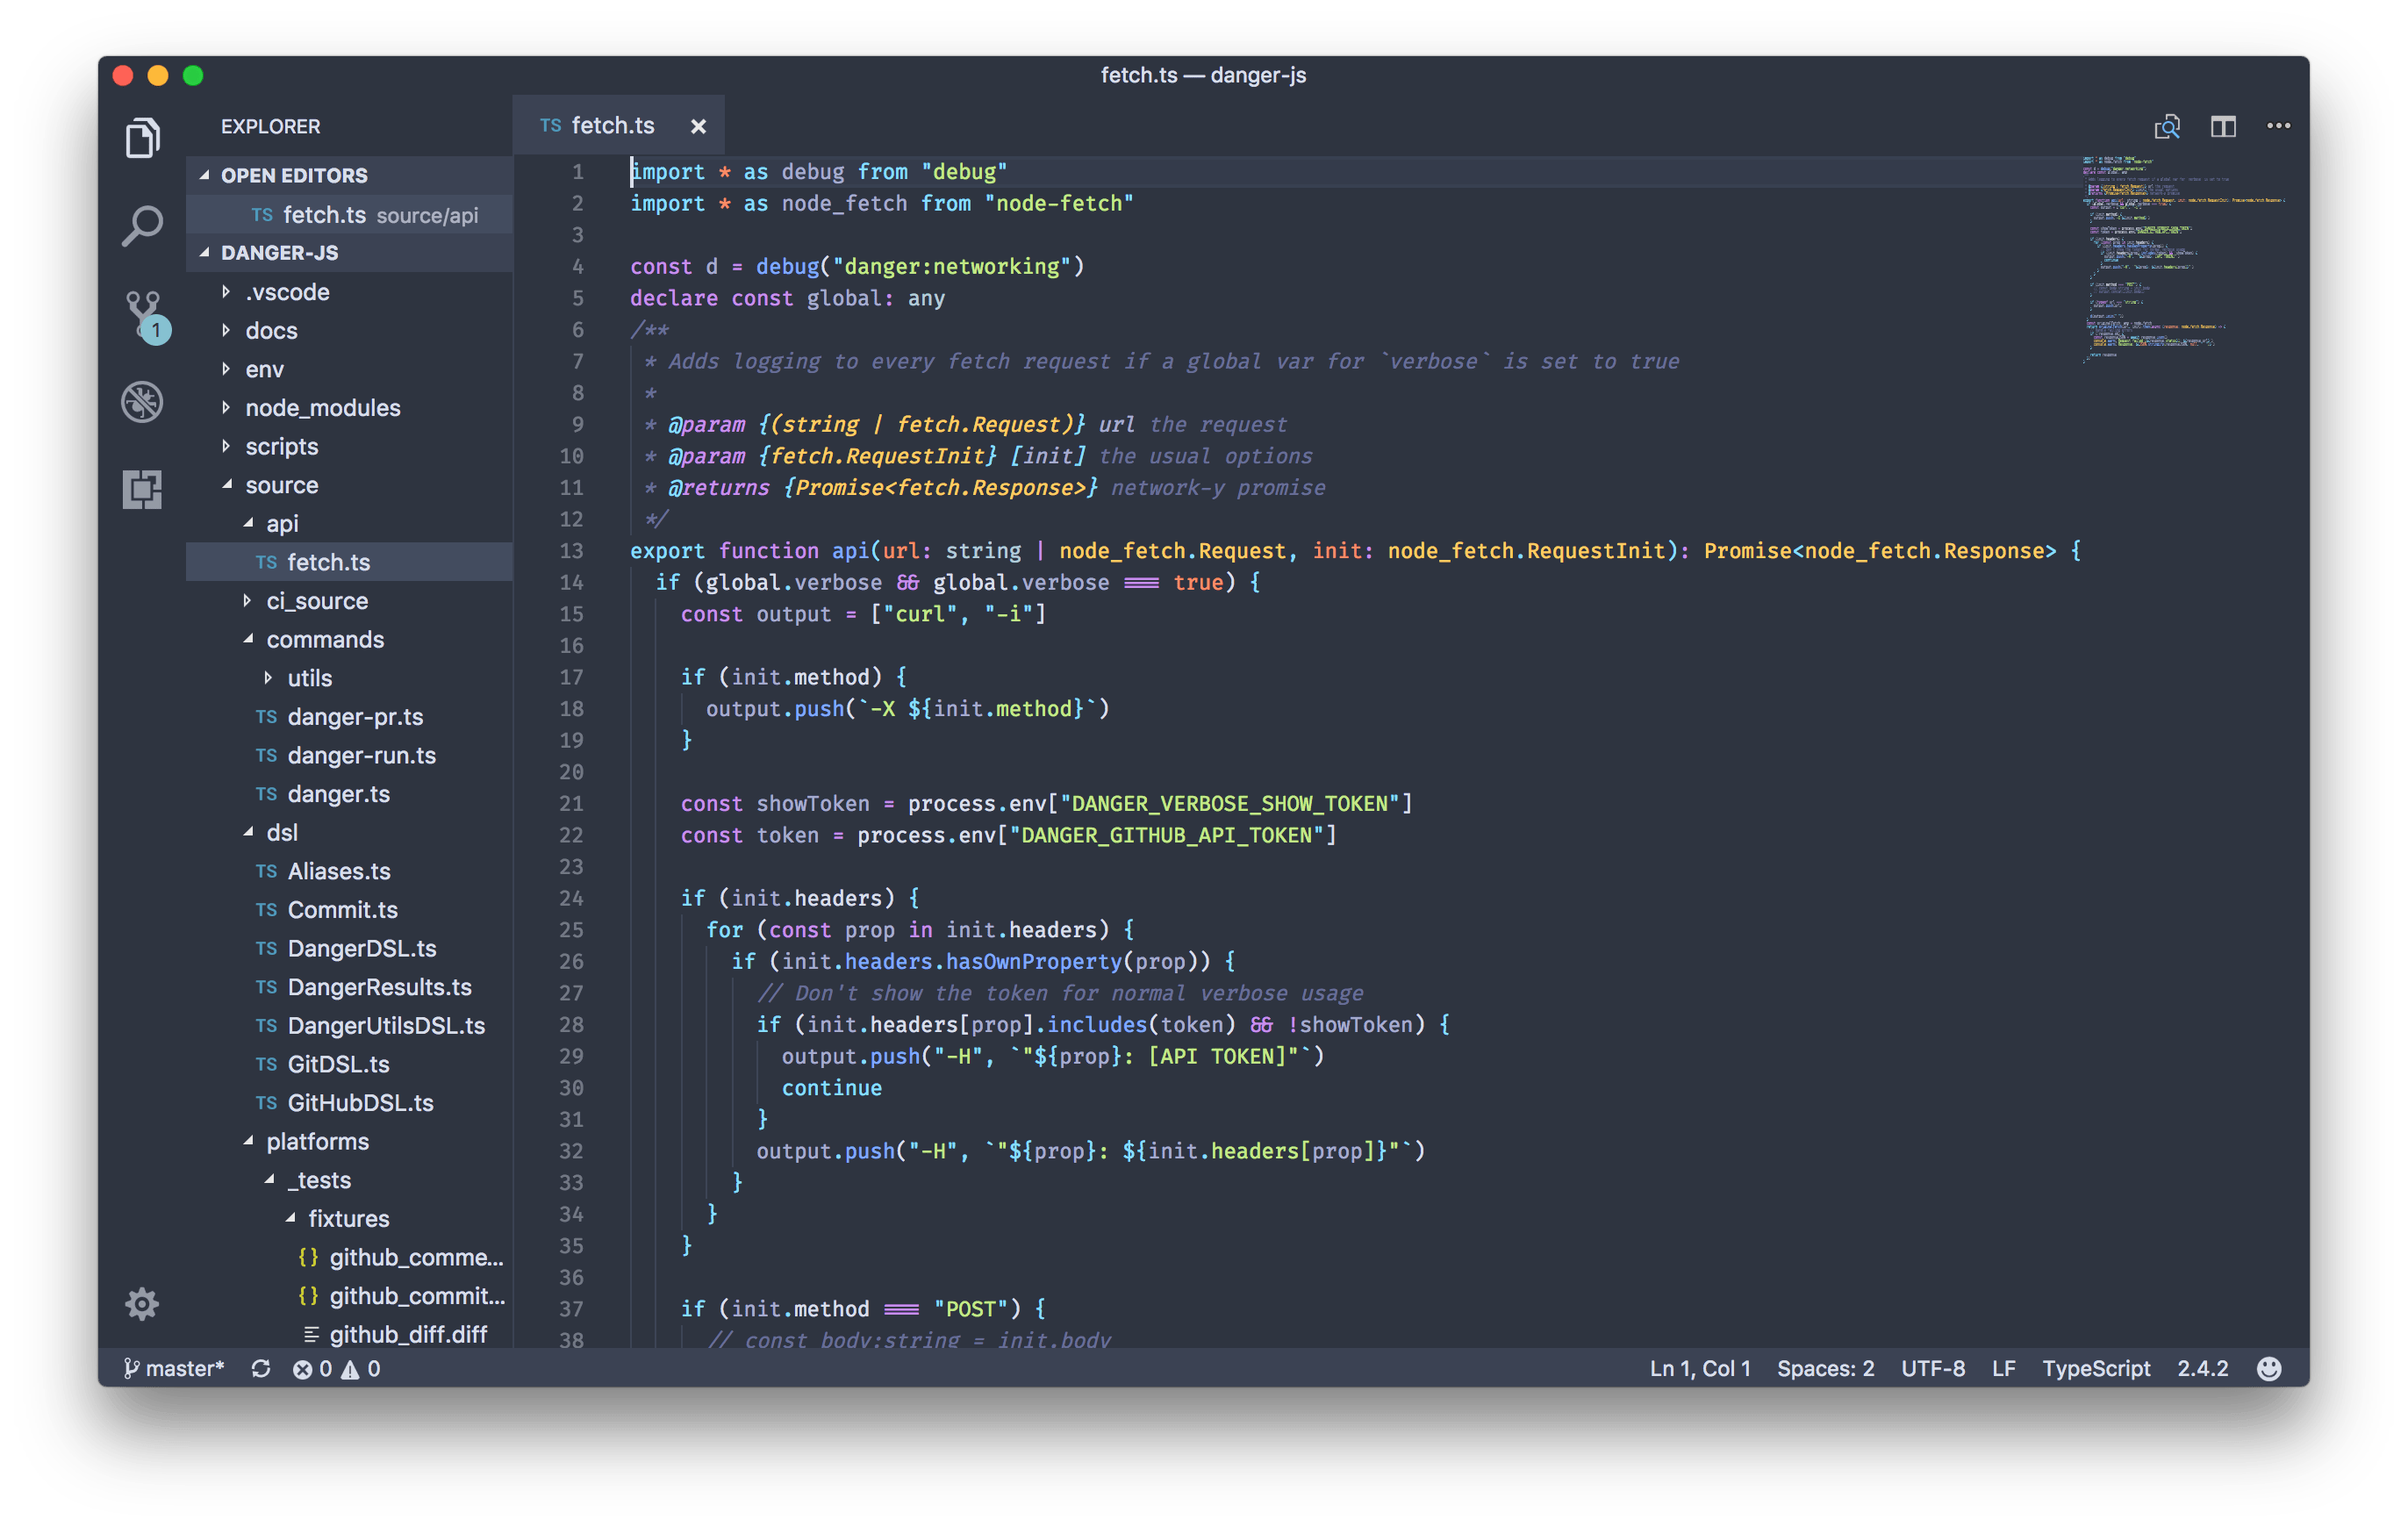 fetch.ts — danger-js
EXPLORER
OPEN EDITORS
TS fetch.ts source/api
DANGER-JS
.vscode
docs
env
node_modules
scripts
source
api
TS fetch.ts
ci_source
commands
utils
TS danger-pr.ts
TS danger-run.ts
TS danger.ts
dsl
TS Aliases.ts
TS Commit.ts
TS DangerDSL.ts
TS DangerResults.ts
TS DangerUtilsDSL.ts
TS GitDSL.ts
TS GitHubDSL.ts
platforms
_tests
fixtures
{} github_comme...
{} github_commit...
github_diff.diff
1
TS fetch.ts ×
1 import * as debug from "debug"
2 import * as node_fetch from "node-fetch"
3
4 const d = debug("danger:networking")
5 declare const global: any
6 /**
7 * Adds logging to every fetch request if a global var for `verbose` is set to true
8 *
9 * @param {(string | fetch.Request)} url the request
10 * @param {fetch.RequestInit} [init] the usual options
11 * @returns {Promise<fetch.Response>} network-y promise
12 */
13 export function api(url: string | node_fetch.Request, init: node_fetch.RequestInit): Promise<node_fetch.Response> {
14 if (global.verbose && global.verbose === true) {
15 const output = ["curl", "-i"]
16
17 if (init.method) {
18 output.push(`-X ${init.method}`)
19 }
20
21 const showToken = process.env["DANGER_VERBOSE_SHOW_TOKEN"]
22 const token = process.env["DANGER_GITHUB_API_TOKEN"]
23
24 if (init.headers) {
25 for (const prop in init.headers) {
26 if (init.headers.hasOwnProperty(prop)) {
27 // Don't show the token for normal verbose usage
28 if (init.headers[prop].includes(token) && !showToken) {
29 output.push("-H", `"${prop}: [API TOKEN]"`)
30 continue
31 }
32 output.push("-H", `"${prop}: ${init.headers[prop]}"`)
33 }
34 }
35 }
36
37 if (init.method === "POST") {
38 // const body:string = init.body
master* 0 0
Ln 1, Col 1 Spaces: 2 UTF-8 LF TypeScript 2.4.2